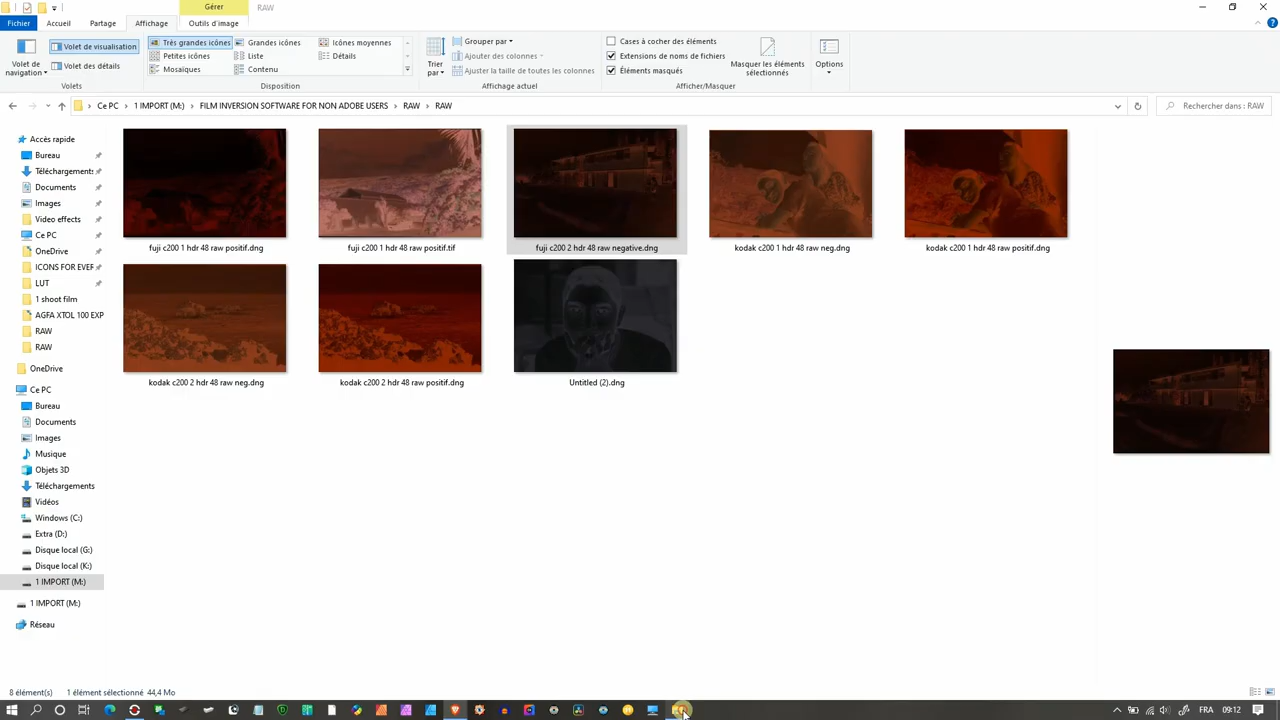 Gérer
RAW
Fichier
Accueil
Partage
Affichage
Outils d'image
Volet de navigation
Volet de visualisation
Volet des détails
Volets
Très grandes icônes
Grandes icônes
Icônes moyennes
Petites icônes
Liste
Détails
Mosaïques
Contenu
Disposition
Trier par
Grouper par
Ajouter des colonnes
Ajuster la taille de toutes les colonnes
Affichage actuel
Cases à cocher des éléments
Extensions de noms de fichiers
Éléments masqués
Masquer les éléments sélectionnés
Afficher/Masquer
Options
Ce PC > 1 IMPORT (M:) > FILM INVERSION SOFTWARE FOR NON ADOBE USERS > RAW > RAW
Rechercher dans : RAW
Accès rapide
Bureau
Téléchargements
Documents
Images
Video effects
Ce PC
OneDrive
ICONS FOR EVER
LUT
1 shoot film
AGFA XTOL 100 EXP
RAW
RAW
OneDrive
Ce PC
Bureau
Documents
Images
Musique
Objets 3D
Téléchargements
Vidéos
Windows (C:)
Extra (D:)
Disque local (G:)
Disque local (K:)
1 IMPORT (M:)
1 IMPORT (M:)
Réseau
fuji c200 1 hdr 48 raw positif.dng
fuji c200 1 hdr 48 raw positif.tif
fuji c200 2 hdr 48 raw negative.dng
kodak c200 1 hdr 48 raw neg.dng
kodak c200 1 hdr 48 raw positif.dng
kodak c200 2 hdr 48 raw neg.dng
kodak c200 2 hdr 48 raw positif.dng
Untitled (2).dng
8 élément(s)
1 élément sélectionné 44,4 Mo
FRA
09:12